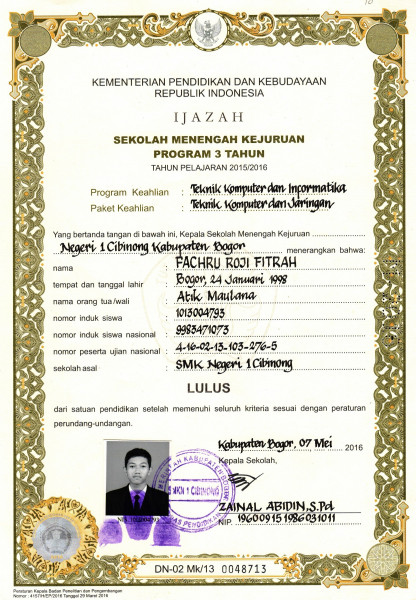 KEMENTERIAN PENDIDIKAN DAN KEBUDAYAAN
REPUBLIK INDONESIA
IJAZAH
SEKOLAH MENENGAH KEJURUAN
PROGRAM 3 TAHUN
TAHUN PELAJARAN 2015/2016
Program Keahlian : Teknik Komputer dan Informatika
Paket Keahlian : Teknik Komputer dan Jaringan
Yang bertanda tangan di bawah ini, Kepala Sekolah Menengah Kejuruan
Negeri 1 Cibinong Kabupaten Bogor menerangkan bahwa:
nama : FACHRU ROJI FITRAH
tempat dan tanggal lahir : Bogor, 24 Januari 1998
nama orang tua/wali : Atik Maulana
nomor induk siswa : 1013004793
nomor induk siswa nasional : 9983471073
nomor peserta ujian nasional : 4-16-02-13-103-276-5
sekolah asal : SMK Negeri 1 Cibinong
LULUS
dari satuan pendidikan setelah memenuhi seluruh kriteria sesuai dengan peraturan
perundang-undangan.
Kabupaten Bogor, 07 Mei 2016
Kepala Sekolah,
SMKN 1 CIBINONG
ZAINAL ABIDIN, S.Pd
NIP. 196009151986031011
DN-02 Mk/13 0048713
Peraturan Kepala Badan Penelitian dan Pengembangan
Nomor : 4157/H/EP/2016 Tanggal 29 Maret 2016